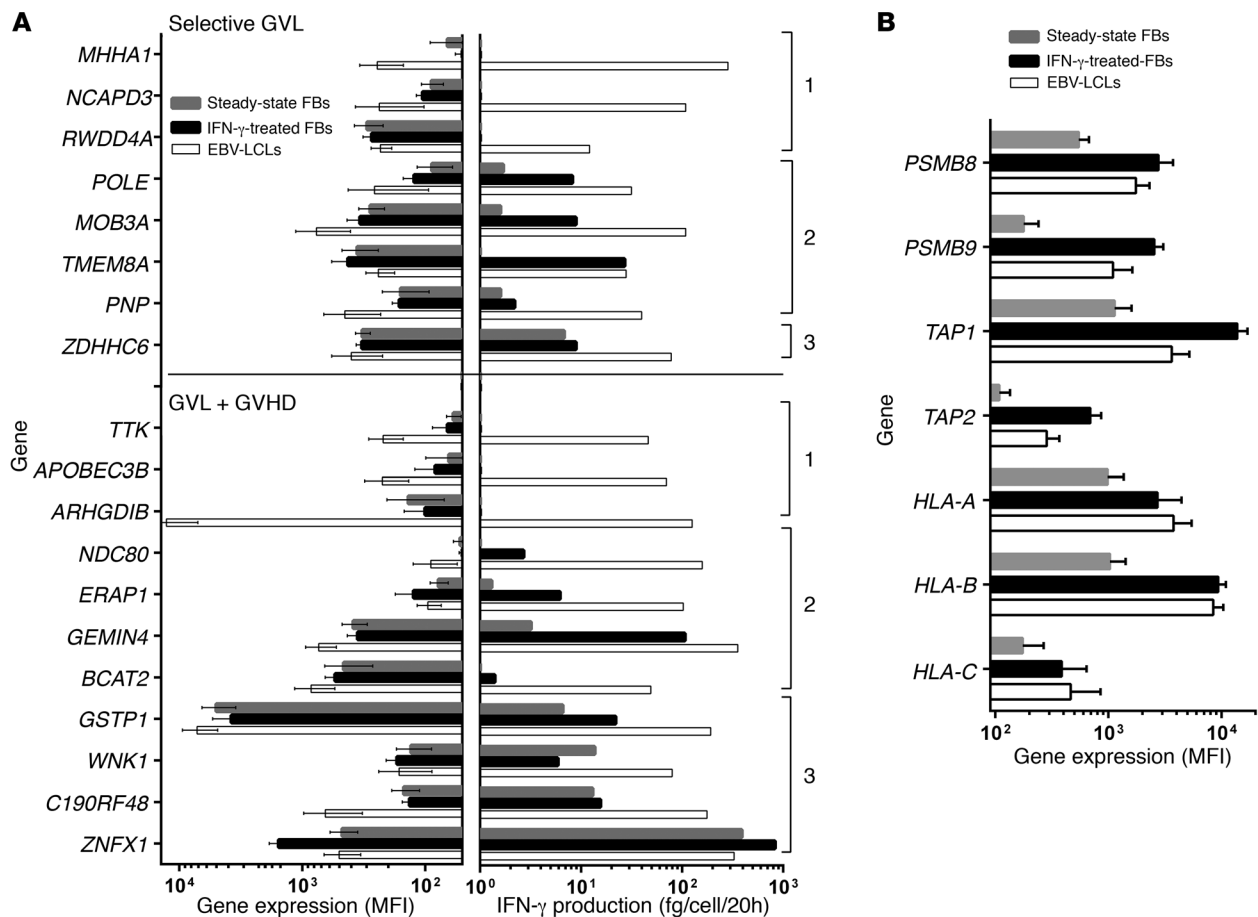 A
Selective GVL
MHHA1
NCAPD3
RWDD4A
POLE
MOB3A
TMEM8A
PNP
ZDHHC6
Steady-state FBs
IFN-γ-treated FBs
EBV-LCLs
1
2
3
GVL + GVHD
Gene
TTK
APOBEC3B
ARHGDIB
NDC80
ERAP1
GEMIN4
BCAT2
GSTP1
WNK1
C190RF48
ZNFX1
1
2
3
10⁴ 10³ 10² 10⁰ 10¹ 10² 10³
Gene expression (MFI) IFN-γ production (fg/cell/20h)
B
Steady-state FBs
IFN-γ-treated-FBs
EBV-LCLs
Gene
PSMB8
PSMB9
TAP1
TAP2
HLA-A
HLA-B
HLA-C
10² 10³ 10⁴
Gene expression (MFI)